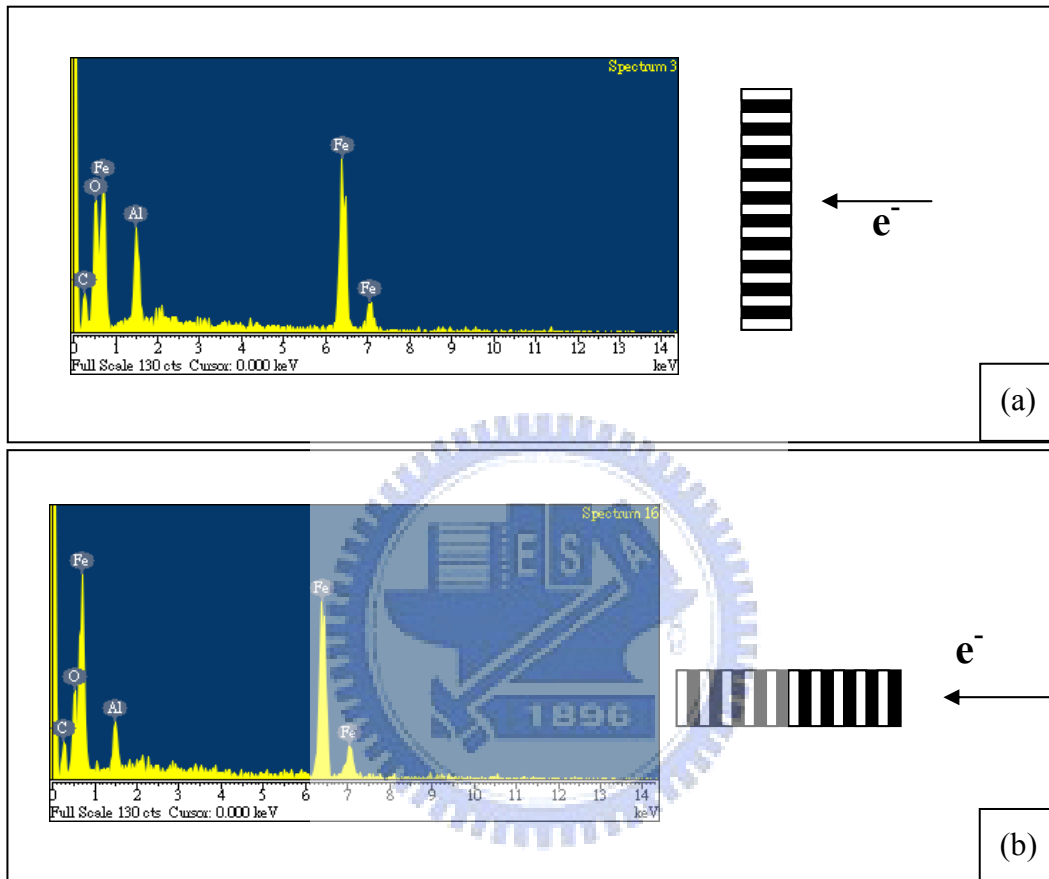 Spectrum 3
Fe
Fe
O
Al
C
Fe
0 1 2 3 4 5 6 7 8 9 10 11 12 13 14
Full Scale 130 cts Cursor: 0.000 keV keV
e-
(a)
Spectrum 16
Fe
Fe
O
Al
C
Fe
0 1 2 3 4 5 6 7 8 9 10 11 12 13 14
Full Scale 130 cts Cursor: 0.000 keV keV
E S A
1896
e-
(b)